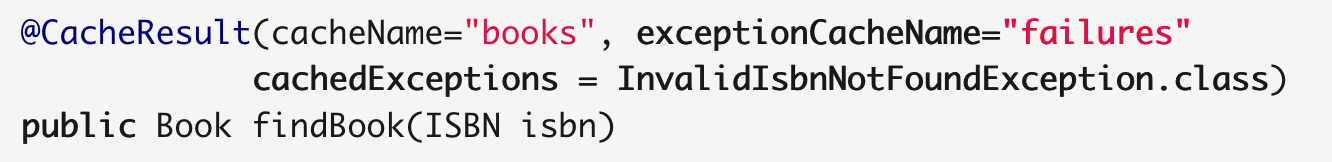 @CacheResult(cacheName="books", exceptionCacheName="failures"
cachedExceptions = InvalidIsbnNotFoundException.class)
public Book findBook(ISBN isbn)